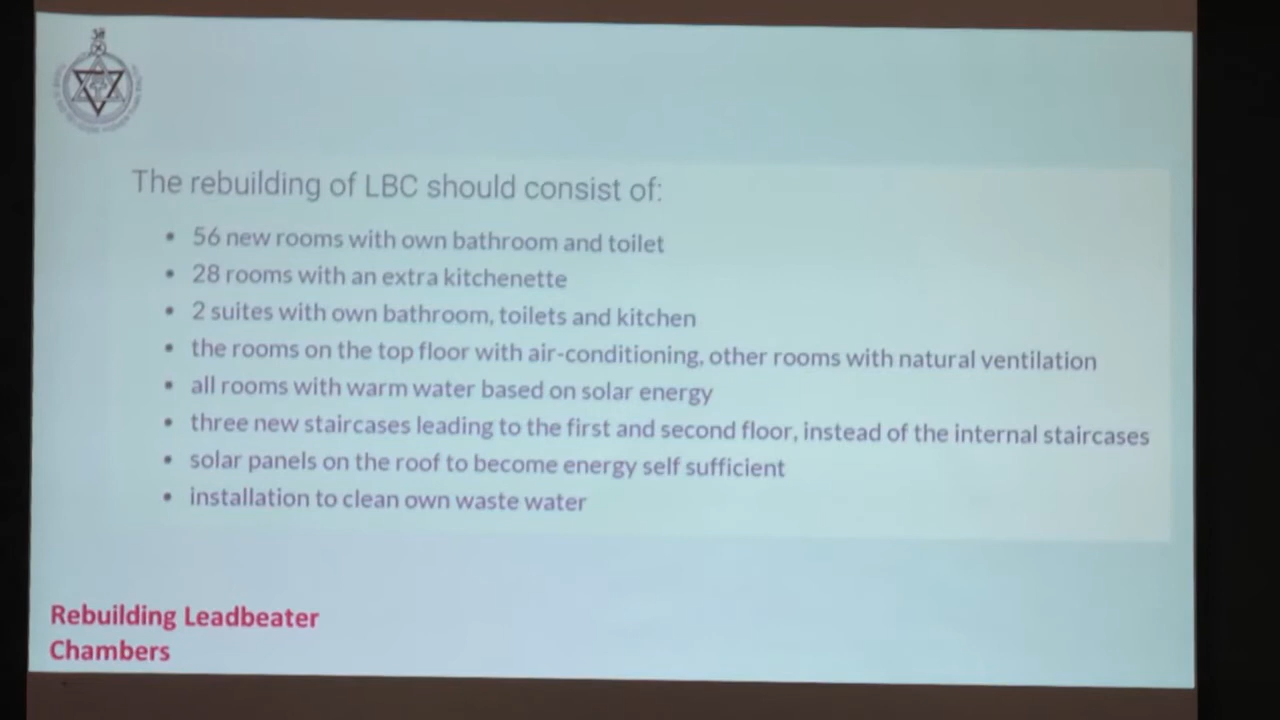 The rebuilding of LBC should consist of:
• 56 new rooms with own bathroom and toilet
• 28 rooms with an extra kitchenette
• 2 suites with own bathroom, toilets and kitchen
• the rooms on the top floor with air-conditioning, other rooms with natural ventilation
• all rooms with warm water based on solar energy
• three new staircases leading to the first and second floor, instead of the internal staircases
• solar panels on the roof to become energy self sufficient
• installation to clean own waste water
Rebuilding Leadbeater
Chambers